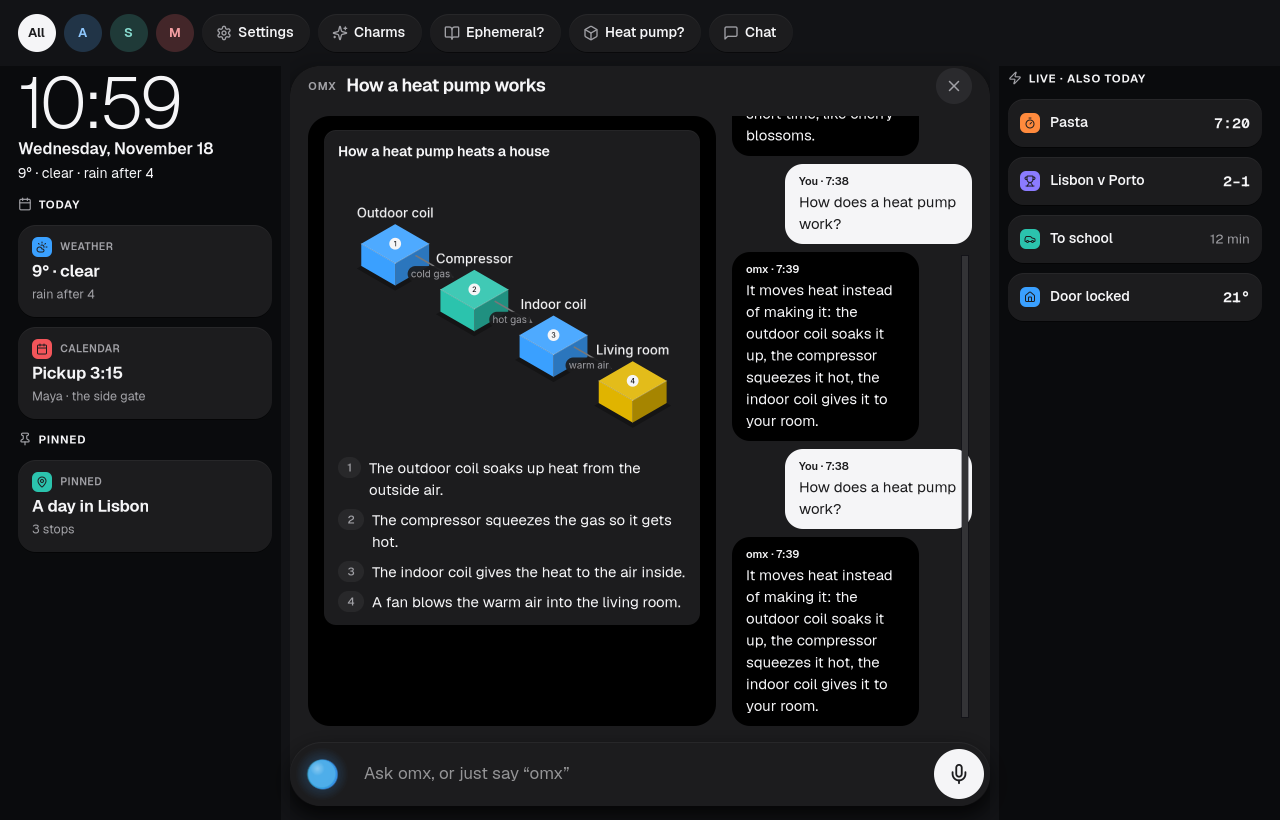 All
A
S
M
Settings
Charms
Ephemeral?
Heat pump?
Chat
10:59
Wednesday, November 18
9° · clear · rain after 4
TODAY
WEATHER
9° · clear
rain after 4
CALENDAR
Pickup 3:15
Maya · the side gate
PINNED
PINNED
A day in Lisbon
3 stops
OMX How a heat pump works
How a heat pump heats a house
Outdoor coil
1
cold gas
Compressor
2
hot gas
Indoor coil
3
warm air
Living room
4
1 The outdoor coil soaks up heat from the
outside air.
2 The compressor squeezes the gas so it gets
hot.
3 The indoor coil gives the heat to the air inside.
4 A fan blows the warm air into the living room.
short time, like cherry
blossoms.
You · 7:38
How does a heat pump
work?
omx · 7:39
It moves heat instead
of making it: the
outdoor coil soaks it
up, the compressor
squeezes it hot, the
indoor coil gives it to
your room.
You · 7:38
How does a heat pump
work?
omx · 7:39
It moves heat instead
of making it: the
outdoor coil soaks it
up, the compressor
squeezes it hot, the
indoor coil gives it to
your room.
Ask omx, or just say “omx”
LIVE · ALSO TODAY
Pasta 7:20
Lisbon v Porto 2–1
To school 12 min
Door locked 21°